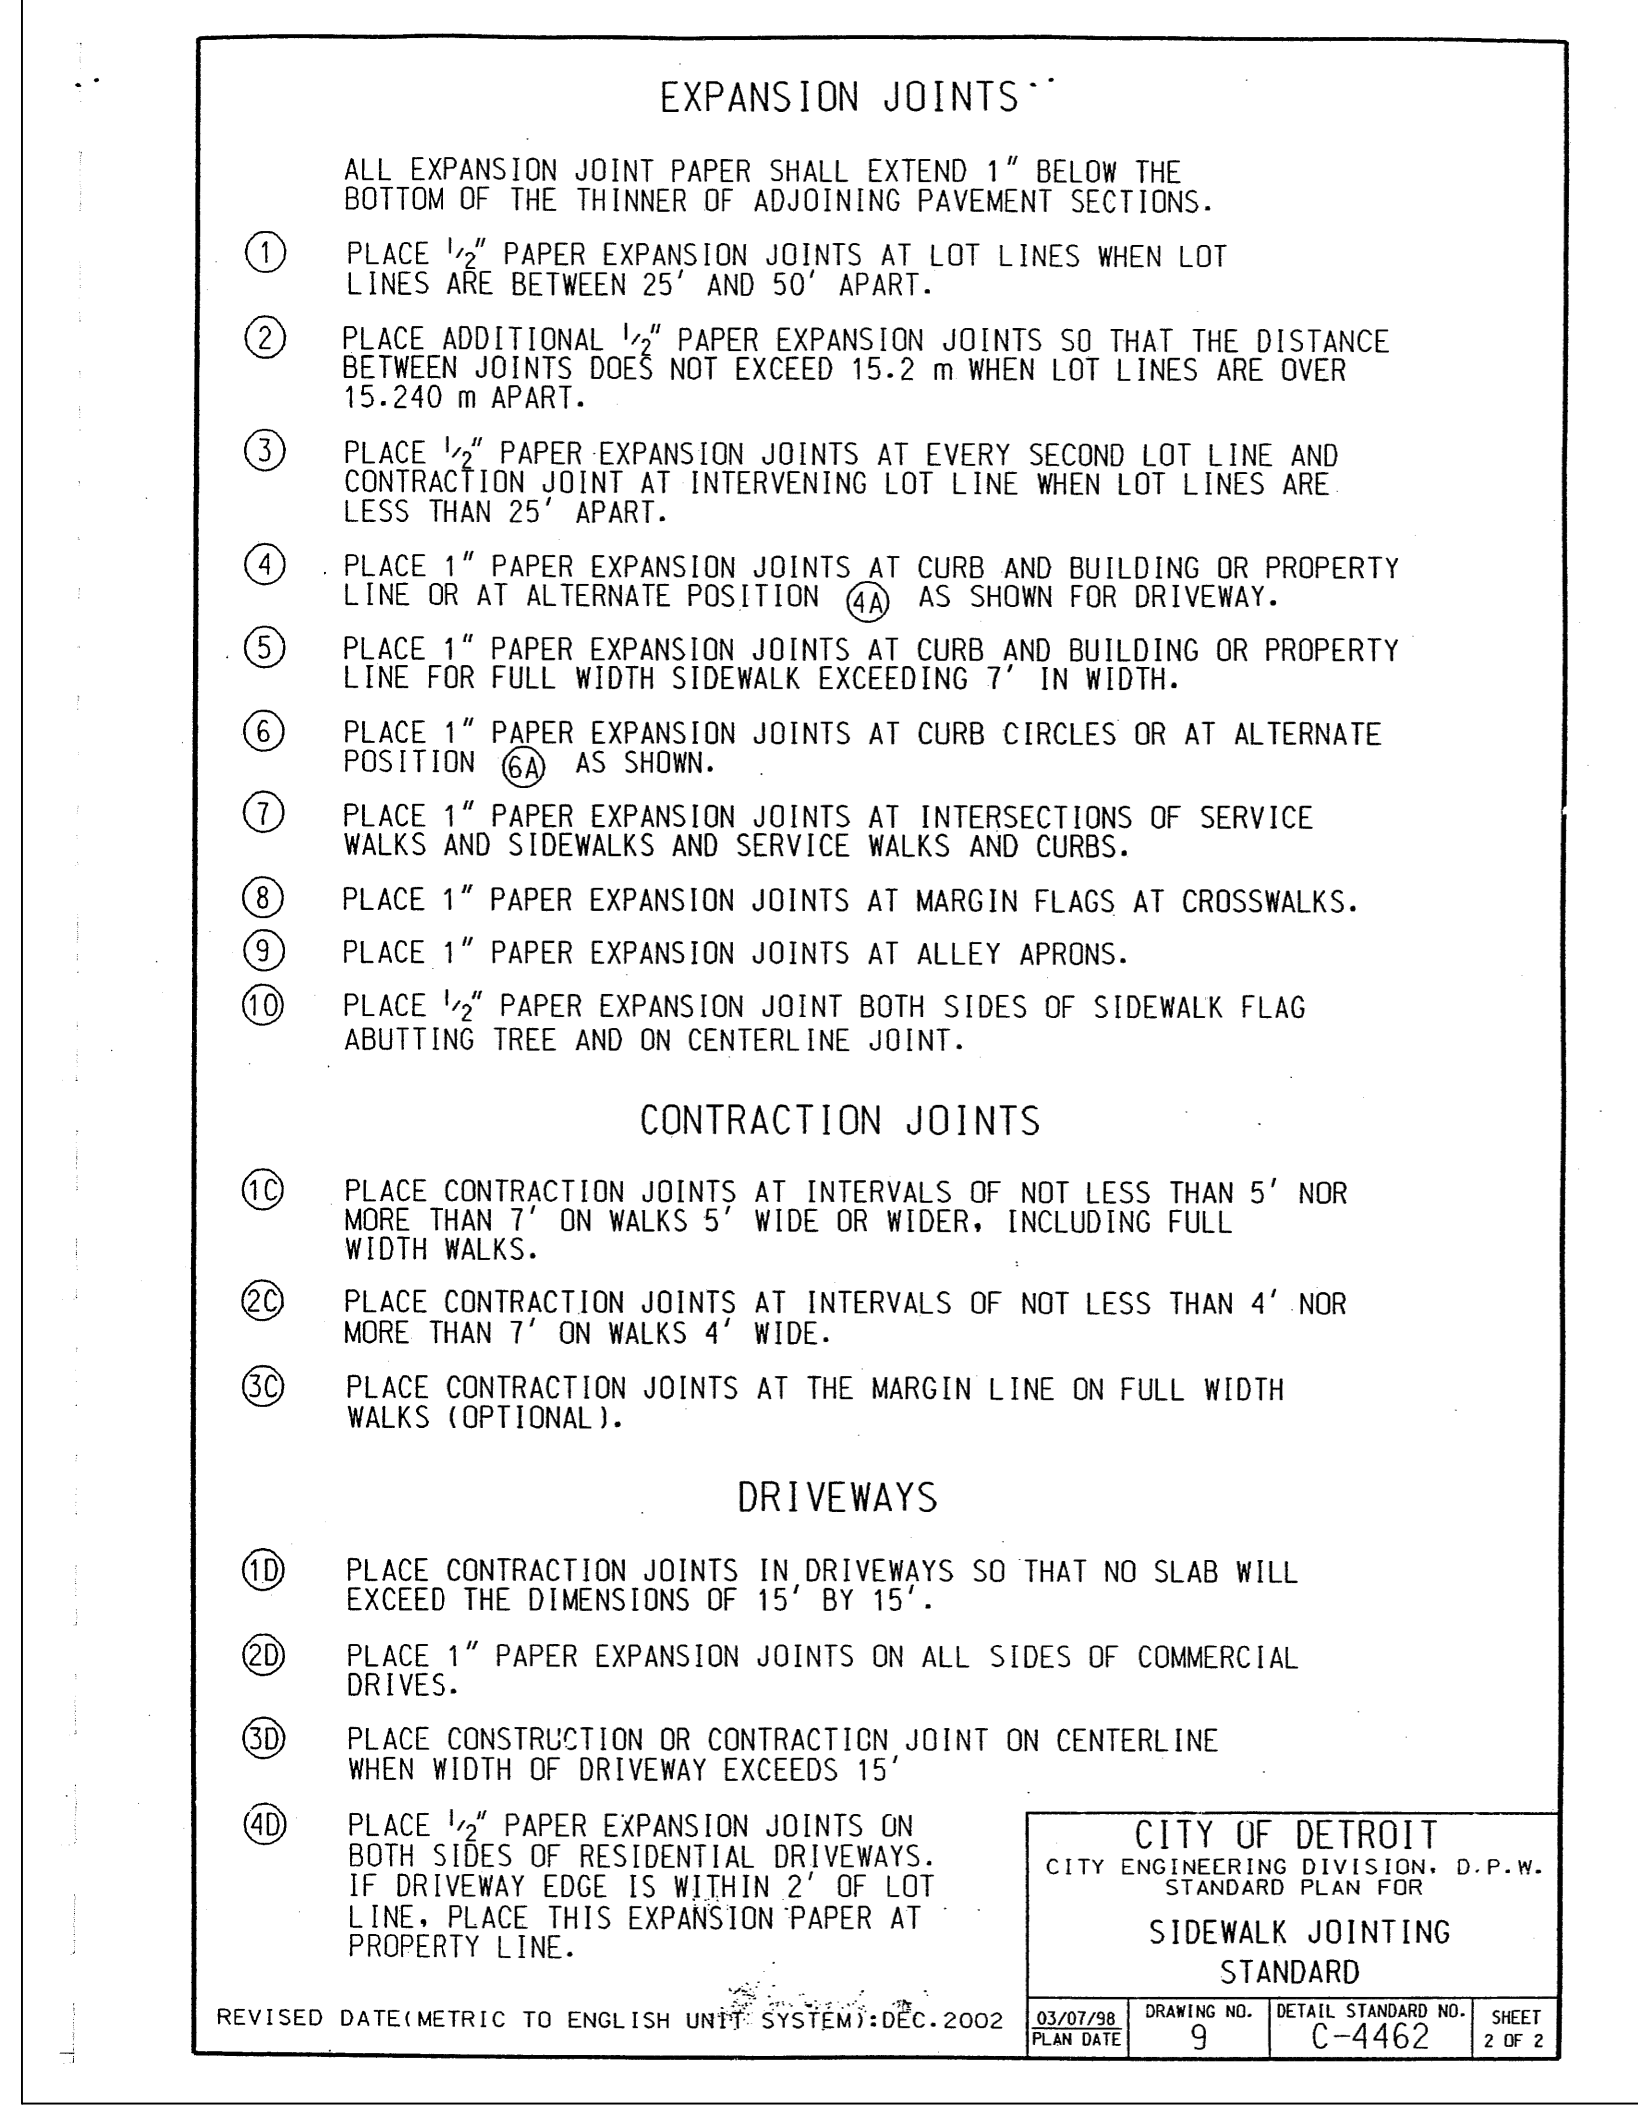 EXPANSION JOINTS
ALL EXPANSION JOINT PAPER SHALL EXTEND 1" BELOW THE
BOTTOM OF THE THINNER OF ADJOINING PAVEMENT SECTIONS.
1 PLACE 1/2" PAPER EXPANSION JOINTS AT LOT LINES WHEN LOT
LINES ARE BETWEEN 25' AND 50' APART.
2 PLACE ADDITIONAL 1/2" PAPER EXPANSION JOINTS SO THAT THE DISTANCE
BETWEEN JOINTS DOES NOT EXCEED 15.2 m WHEN LOT LINES ARE OVER
15.240 m APART.
3 PLACE 1/2" PAPER EXPANSION JOINTS AT EVERY SECOND LOT LINE AND
CONTRACTION JOINT AT INTERVENING LOT LINE WHEN LOT LINES ARE
LESS THAN 25' APART.
4 PLACE 1" PAPER EXPANSION JOINTS AT CURB AND BUILDING OR PROPERTY
LINE OR AT ALTERNATE POSITION 4A AS SHOWN FOR DRIVEWAY.
5 PLACE 1" PAPER EXPANSION JOINTS AT CURB AND BUILDING OR PROPERTY
LINE FOR FULL WIDTH SIDEWALK EXCEEDING 7' IN WIDTH.
6 PLACE 1" PAPER EXPANSION JOINTS AT CURB CIRCLES OR AT ALTERNATE
POSITION 6A AS SHOWN.
7 PLACE 1" PAPER EXPANSION JOINTS AT INTERSECTIONS OF SERVICE
WALKS AND SIDEWALKS AND SERVICE WALKS AND CURBS.
8 PLACE 1" PAPER EXPANSION JOINTS AT MARGIN FLAGS AT CROSSWALKS.
9 PLACE 1" PAPER EXPANSION JOINTS AT ALLEY APRONS.
10 PLACE 1/2" PAPER EXPANSION JOINT BOTH SIDES OF SIDEWALK FLAG
ABUTTING TREE AND ON CENTERLINE JOINT.
CONTRACTION JOINTS
1C PLACE CONTRACTION JOINTS AT INTERVALS OF NOT LESS THAN 5' NOR
MORE THAN 7' ON WALKS 5' WIDE OR WIDER, INCLUDING FULL
WIDTH WALKS.
2C PLACE CONTRACTION JOINTS AT INTERVALS OF NOT LESS THAN 4' NOR
MORE THAN 7' ON WALKS 4' WIDE.
3C PLACE CONTRACTION JOINTS AT THE MARGIN LINE ON FULL WIDTH
WALKS (OPTIONAL).
DRIVEWAYS
1D PLACE CONTRACTION JOINTS IN DRIVEWAYS SO THAT NO SLAB WILL
EXCEED THE DIMENSIONS OF 15' BY 15'.
2D PLACE 1" PAPER EXPANSION JOINTS ON ALL SIDES OF COMMERCIAL
DRIVES.
3D PLACE CONSTRUCTION OR CONTRACTION JOINT ON CENTERLINE
WHEN WIDTH OF DRIVEWAY EXCEEDS 15'
4D PLACE 1/2" PAPER EXPANSION JOINTS ON
BOTH SIDES OF RESIDENTIAL DRIVEWAYS.
IF DRIVEWAY EDGE IS WITHIN 2' OF LOT
LINE, PLACE THIS EXPANSION PAPER AT
PROPERTY LINE.
REVISED DATE(METRIC TO ENGLISH UNIT SYSTEM):DEC.2002
CITY OF DETROIT
CITY ENGINEERING DIVISION, D.P.W.
STANDARD PLAN FOR
SIDEWALK JOINTING
STANDARD
03/07/98
PLAN DATE
DRAWING NO.
9
DETAIL STANDARD NO.
C-4462
SHEET
2 OF 2